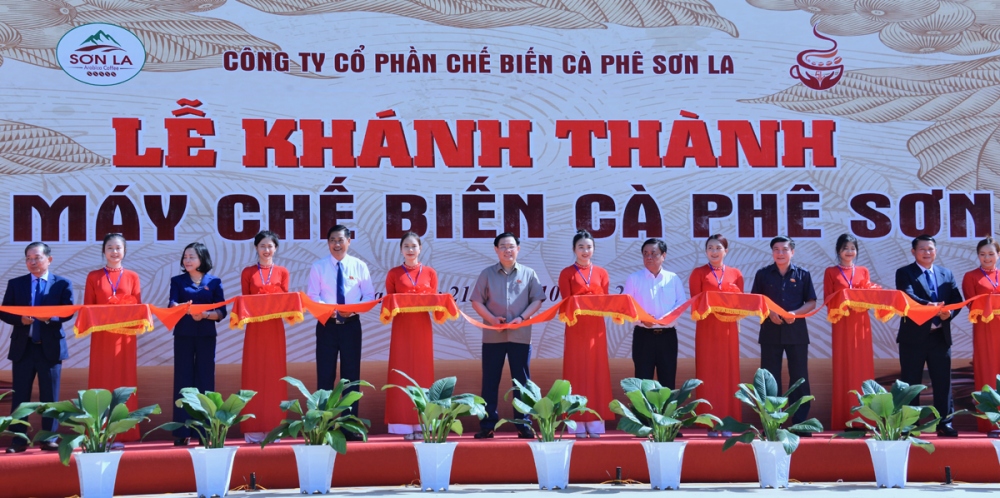 SƠN LA
Arabica Coffee
CÔNG TY CỔ PHẦN CHẾ BIẾN CÀ PHÊ SƠN LA
LỄ KHÁNH THÀNH
MÁY CHẾ BIẾN CÀ PHÊ SƠN